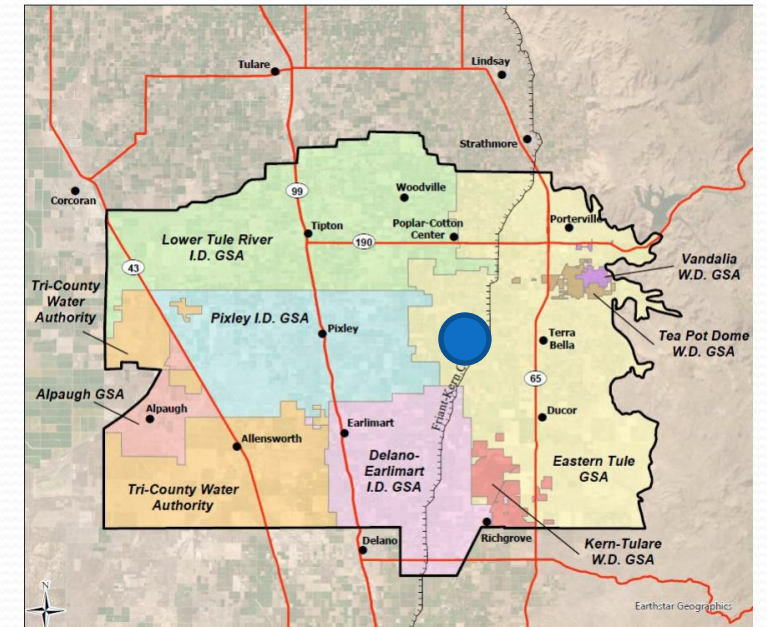 Tulare
Lindsay
Strathmore
Corcoran
99
Woodville
Porterville
Tipton
Poplar-Cotton
Center
190
Lower Tule River
I.D. GSA
43
Vandalia
W.D. GSA
Tri-County
Water
Authority
Pixley I.D. GSA
Pixley
Terra
Bella
Tea Pot Dome
W.D. GSA
65
Alpaugh GSA
Alpaugh
Friant-Kern
Ducor
Earlimart
Allensworth
Delano-
Earlimart
I.D. GSA
Eastern Tule
GSA
Tri-County Water
Authority
Richgrove
Delano
Kern-Tulare
W.D. GSA
N
Earthstar Geographics